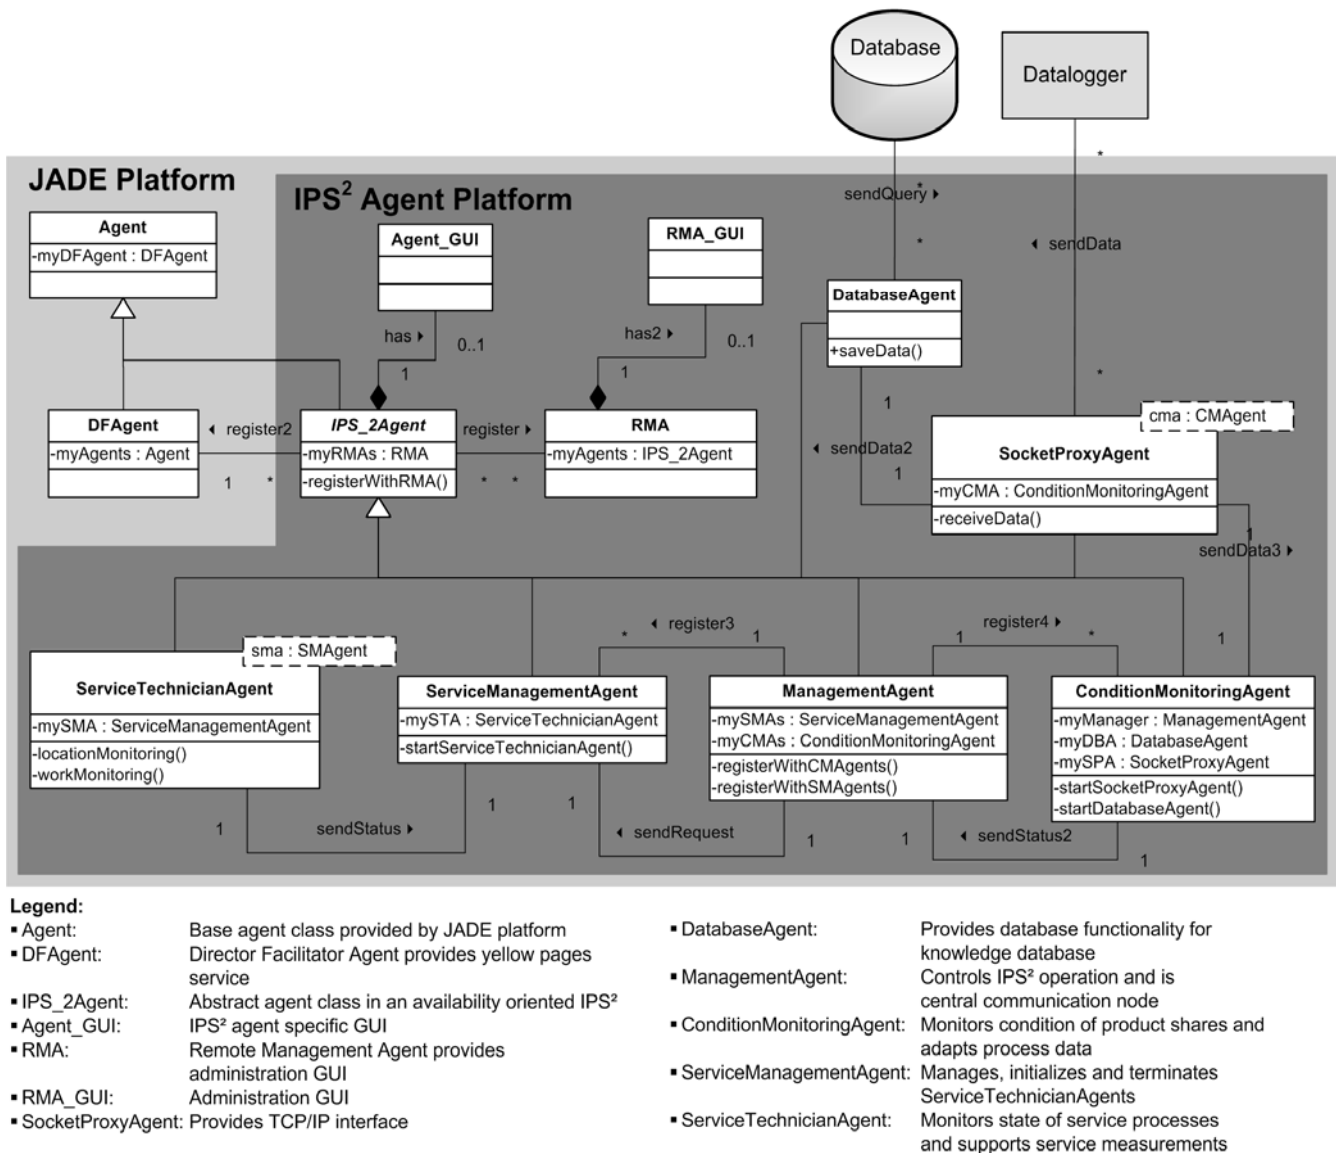 Database
Datalogger
*
JADE Platform
IPS² Agent Platform
sendQuery ▸
*
*
◂ sendData
*
Agent
-myDFAgent : DFAgent
Agent_GUI
RMA_GUI
DatabaseAgent
+saveData()
has ▸
0..1
1
has2 ▸
0..1
1
DFAgent
-myAgents : Agent
◂ register2
1
*
IPS_2Agent
-myRMAs : RMA
-registerWithRMA()
register ▸
*
*
RMA
-myAgents : IPS_2Agent
1
◂ sendData2
1
cma : CMAgent
SocketProxyAgent
-myCMA : ConditionMonitoringAgent
-receiveData()
1
sendData3 ▸
1
◂ register3
*
1
register4 ▸
1
*
sma : SMAgent
ServiceTechnicianAgent
-mySMA : ServiceManagementAgent
-locationMonitoring()
-workMonitoring()
ServiceManagementAgent
-mySTA : ServiceTechnicianAgent
-startServiceTechnicianAgent()
ManagementAgent
-mySMAs : ServiceManagementAgent
-myCMAs : ConditionMonitoringAgent
-registerWithCMAgents()
-registerWithSMAgents()
ConditionMonitoringAgent
-myManager : ManagementAgent
-myDBA : DatabaseAgent
-mySPA : SocketProxyAgent
-startSocketProxyAgent()
-startDatabaseAgent()
1
sendStatus ▸
1
1
◂ sendRequest
1
1
◂ sendStatus2
1
Legend:
▪ Agent: Base agent class provided by JADE platform
▪ DFAgent: Director Facilitator Agent provides yellow pages
service
▪ IPS_2Agent: Abstract agent class in an availability oriented IPS²
▪ Agent_GUI: IPS² agent specific GUI
▪ RMA: Remote Management Agent provides
administration GUI
▪ RMA_GUI: Administration GUI
▪ SocketProxyAgent: Provides TCP/IP interface
▪ DatabaseAgent: Provides database functionality for
knowledge database
▪ ManagementAgent: Controls IPS² operation and is
central communication node
▪ ConditionMonitoringAgent: Monitors condition of product shares and
adapts process data
▪ ServiceManagementAgent: Manages, initializes and terminates
ServiceTechnicianAgents
▪ ServiceTechnicianAgent: Monitors state of service processes
and supports service measurements